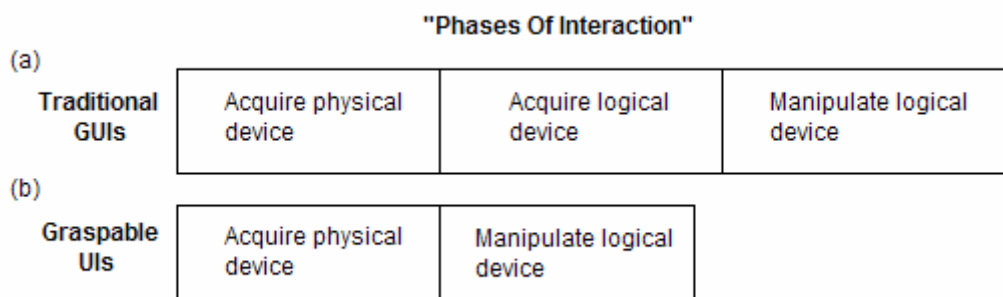 "Phases Of Interaction"
(a)
Traditional GUIs
Acquire physical device
Acquire logical device
Manipulate logical device
(b)
Graspable UIs
Acquire physical device
Manipulate logical device